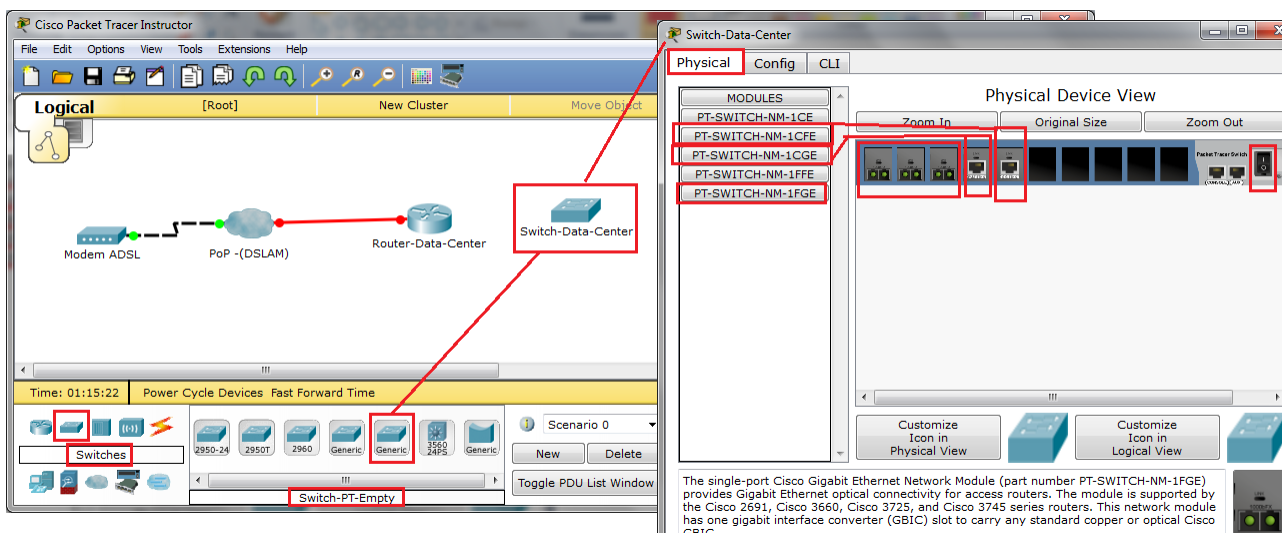 Cisco Packet Tracer Instructor
File Edit Options View Tools Extensions Help
Logical [Root] New Cluster Move Object
Switch-Data-Center
Router-Data-Center
Modem ADSL
PoP -(DSLAM)
Time: 01:15:22 Power Cycle Devices Fast Forward Time
Switches
2950-24 2950T 2960 Generic Generic 3560 24PS Generic
Switch-PT-Empty
Scenario 0
New Delete
Toggle PDU List Window
Switch-Data-Center
Physical Config CLI
MODULES
PT-SWITCH-NM-1CE
PT-SWITCH-NM-1CFE
PT-SWITCH-NM-1CGE
PT-SWITCH-NM-1FFE
PT-SWITCH-NM-1FGE
Physical Device View
Zoom In Original Size Zoom Out
Packet Tracer Switch
Customize
Icon in
Physical View
Customize
Icon in
Logical View
The single-port Cisco Gigabit Ethernet Network Module (part number PT-SWITCH-NM-1FGE)
provides Gigabit Ethernet optical connectivity for access routers. The module is supported by
the Cisco 2691, Cisco 3660, Cisco 3725, and Cisco 3745 series routers. This network module
has one gigabit interface converter (GBIC) slot to carry any standard copper or optical Cisco